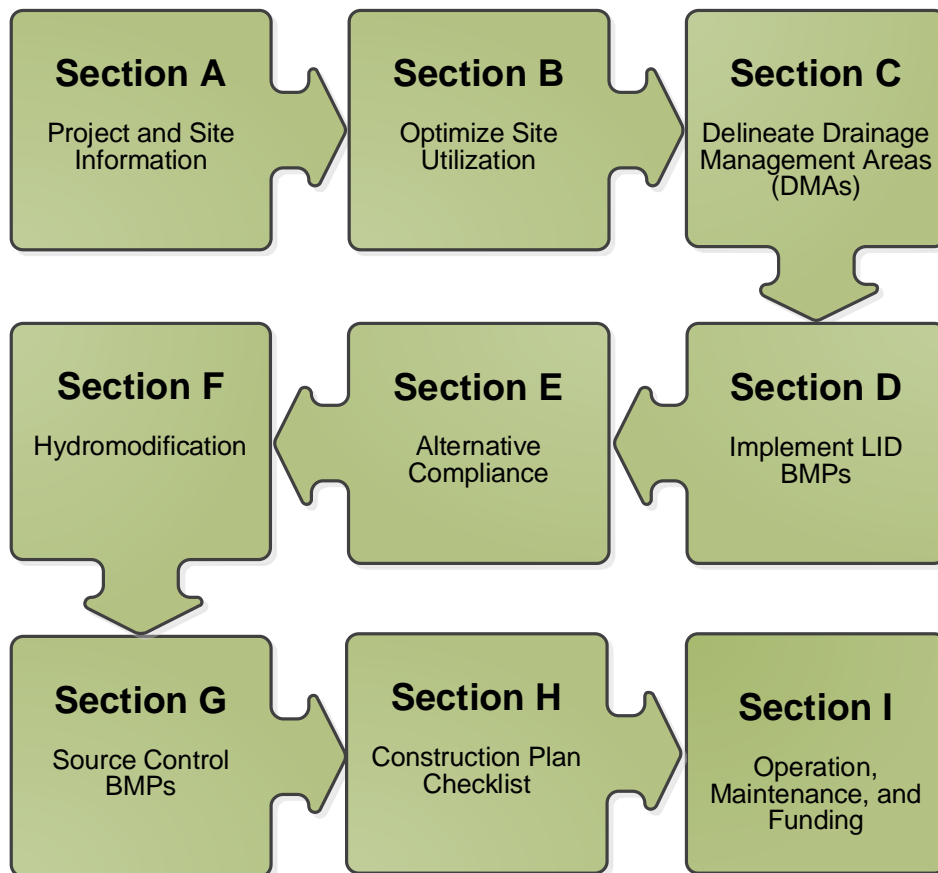 Section A
Project and Site
Information
Section B
Optimize Site
Utilization
Section C
Delineate Drainage
Management Areas
(DMAs)
Section D
Implement LID
BMPs
Section E
Alternative
Compliance
Section F
Hydromodification
Section G
Source Control
BMPs
Section H
Construction Plan
Checklist
Section I
Operation,
Maintenance, and
Funding